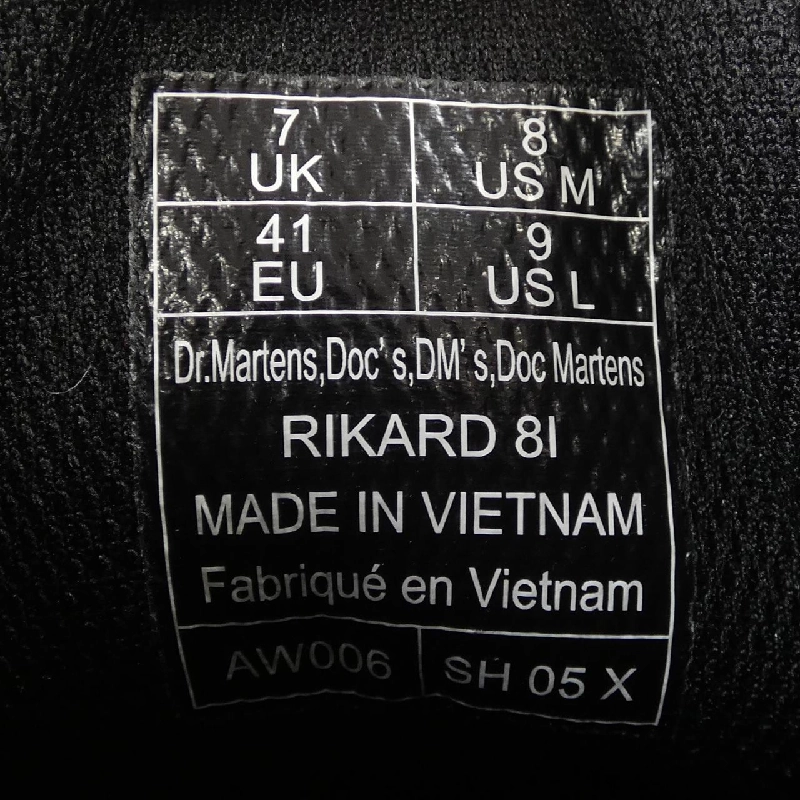 7 8
UK US M
41 9
EU US L
Dr.Martens,Doc's,DM's,Doc Martens
RIKARD 8I
MADE IN VIETNAM
Fabriqué en Vietnam
AW006 SH 05 X